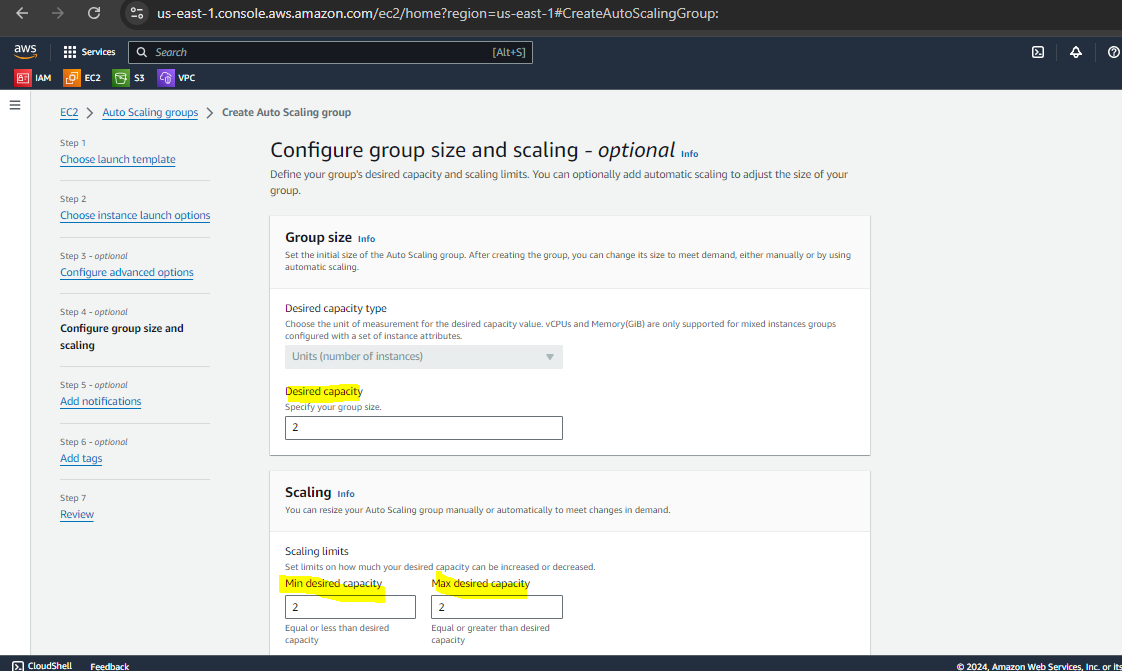 us-east-1.console.aws.amazon.com/ec2/home?region=us-east-1#CreateAutoScalingGroup:
aws
Services
Search
[Alt+S]
IAM
EC2
S3
VPC
EC2
Auto Scaling groups
Create Auto Scaling group
Step 1
Choose launch template
Step 2
Choose instance launch options
Step 3 - optional
Configure advanced options
Step 4 - optional
Configure group size and
scaling
Step 5 - optional
Add notifications
Step 6 - optional
Add tags
Step 7
Review
Configure group size and scaling - optional Info
Define your group's desired capacity and scaling limits. You can optionally add automatic scaling to adjust the size of your
group.
Group size Info
Set the initial size of the Auto Scaling group. After creating the group, you can change its size to meet demand, either manually or by using
automatic scaling.
Desired capacity type
Choose the unit of measurement for the desired capacity value. vCPUs and Memory(GiB) are only supported for mixed instances groups
configured with a set of instance attributes.
Units (number of instances)
Desired capacity
Specify your group size.
2
Scaling Info
You can resize your Auto Scaling group manually or automatically to meet changes in demand.
Scaling limits
Set limits on how much your desired capacity can be increased or decreased.
Min desired capacity
2
Equal or less than desired
capacity
Max desired capacity
2
Equal or greater than desired
capacity
CloudShell
Feedback
© 2024, Amazon Web Services, Inc. or its